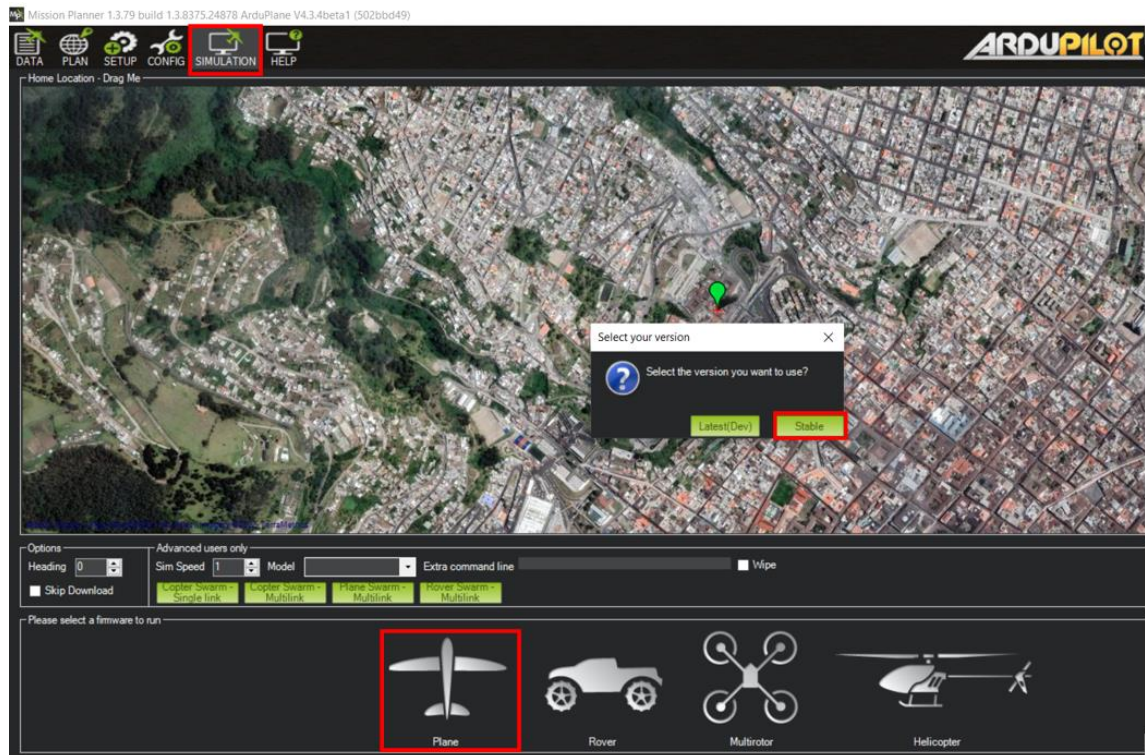 Mission Planner 1.3.79 build 1.3.8375.24878 ArduPlane V4.3.4beta1 (502bbd49)
DATA PLAN SETUP CONFIG SIMULATION HELP
ARDUPILOT
Home Location - Drag Me
Select your version
Select the version you want to use?
Latest(Dev) Stable
Options
Heading 0
Skip Download
Advanced users only
Sim Speed 1 Model Extra command line Wipe
Copter Swarm - Single link
Copter Swarm - Multilink
Plane Swarm - Multilink
Rover Swarm - Multilink
Please select a firmware to run
Plane Rover Multirotor Helicopter